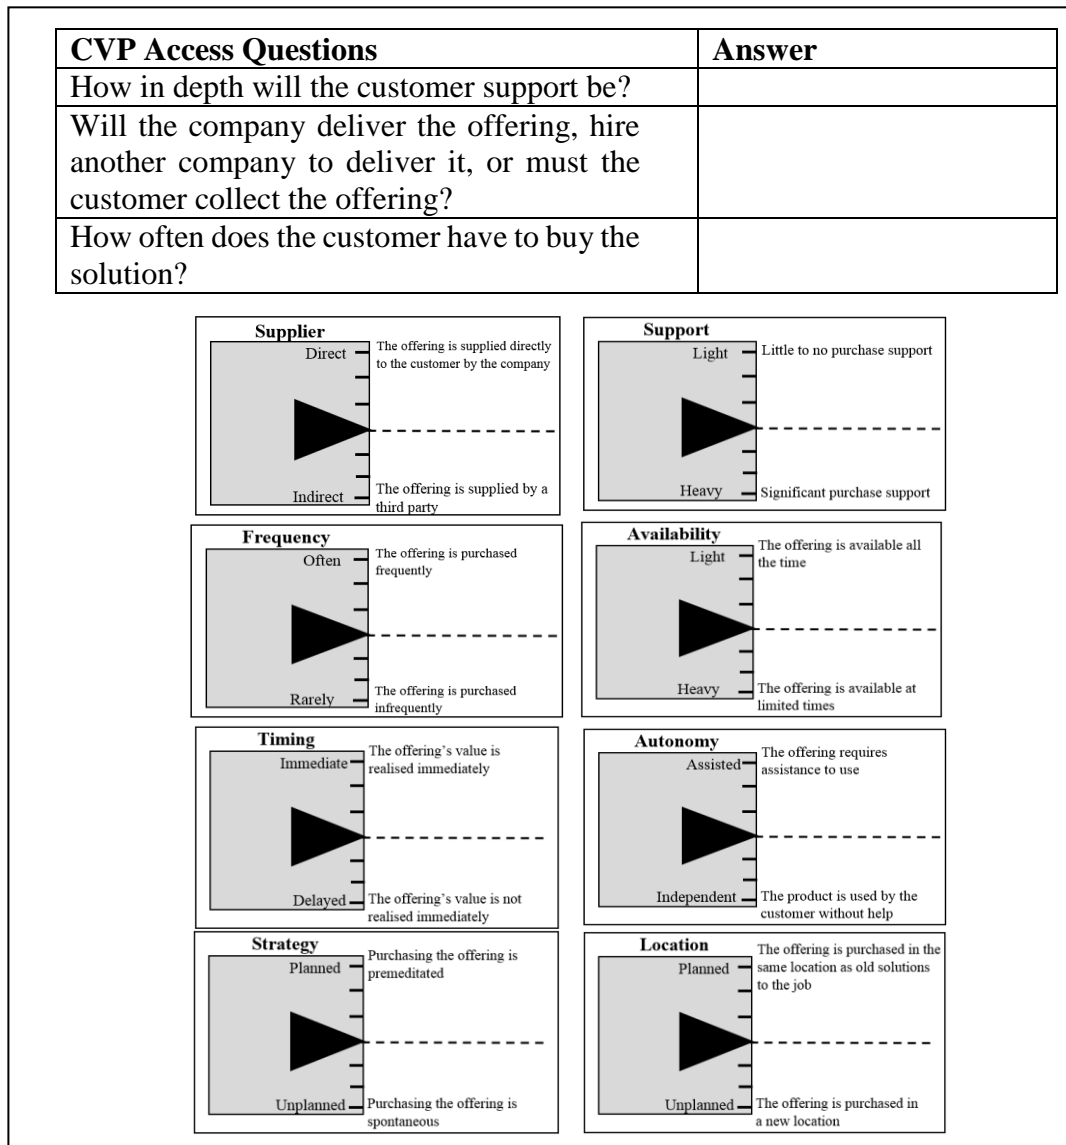 CVP Access Questions Answer
How in depth will the customer support be?
Will the company deliver the offering, hire
another company to deliver it, or must the
customer collect the offering?
How often does the customer have to buy the
solution?
Supplier
Direct
The offering is supplied directly
to the customer by the company
Indirect
The offering is supplied by a
third party
Support
Light
Little to no purchase support
Heavy
Significant purchase support
Frequency
Often
The offering is purchased
frequently
Rarely
The offering is purchased
infrequently
Availability
Light
The offering is available all
the time
Heavy
The offering is available at
limited times
Timing
Immediate
The offering's value is
realised immediately
Delayed
The offering's value is not
realised immediately
Autonomy
Assisted
The offering requires
assistance to use
Independent
The product is used by the
customer without help
Strategy
Planned
Purchasing the offering is
premeditated
Unplanned
Purchasing the offering is
spontaneous
Location
Planned
The offering is purchased in the
same location as old solutions
to the job
Unplanned
The offering is purchased in
a new location